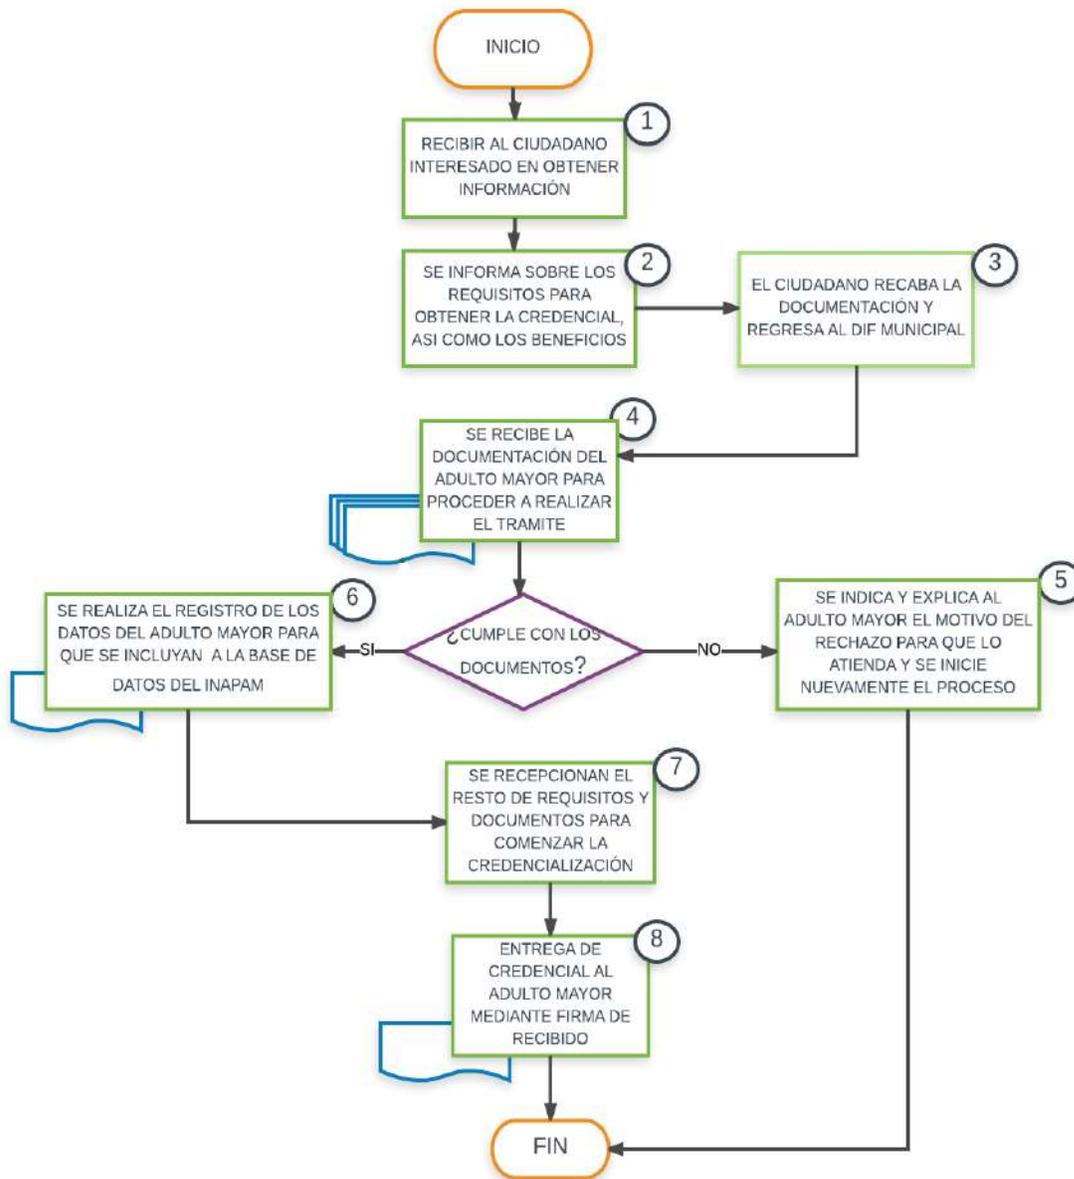 INICIO
1
RECIBIR AL CIUDADANO
INTERESADO EN OBTENER
INFORMACIÓN
2
SE INFORMA SOBRE LOS
REQUISITOS PARA
OBTENER LA CREDENCIAL,
ASI COMO LOS BENEFICIOS
3
EL CIUDADANO RECABA LA
DOCUMENTACIÓN Y
REGRESA AL DIF MUNICIPAL
4
SE RECIBE LA
DOCUMENTACIÓN DEL
ADULTO MAYOR PARA
PROCEDER A REALIZAR
EL TRAMITE
¿CUMPLE CON LOS
DOCUMENTOS?
NO
5
SE INDICA Y EXPLICA AL
ADULTO MAYOR EL MOTIVO DEL
RECHAZO PARA QUE LO
ATIENDA Y SE INICIE
NUEVAMENTE EL PROCESO
SI
6
SE REALIZA EL REGISTRO DE LOS
DATOS DEL ADULTO MAYOR PARA
QUE SE INCLUYAN A LA BASE DE
DATOS DEL INAPAM
7
SE RECEPCIONAN EL
RESTO DE REQUISITOS Y
DOCUMENTOS PARA
COMENZAR LA
CREDENCIALIZACIÓN
8
ENTREGA DE
CREDENCIAL AL
ADULTO MAYOR
MEDIANTE FIRMA DE
RECIBIDO
FIN